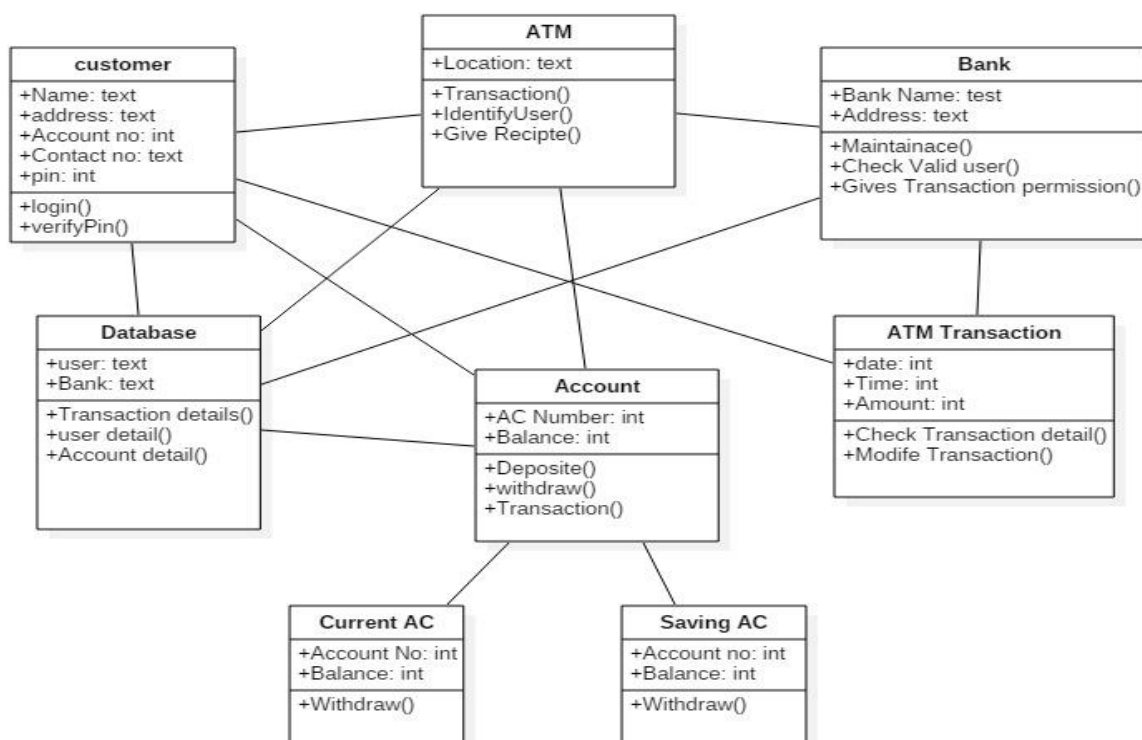 customer
+Name: text
+address: text
+Account no: int
+Contact no: text
+pin: int
+login()
+verifyPin()
ATM
+Location: text
+Transaction()
+IdentifyUser()
+Give Recipte()
Bank
+Bank Name: test
+Address: text
+Maintainace()
+Check Valid user()
+Gives Transaction permission()
Database
+user: text
+Bank: text
+Transaction details()
+user detail()
+Account detail()
Account
+AC Number: int
+Balance: int
+Deposite()
+withdraw()
+Transaction()
ATM Transaction
+date: int
+Time: int
+Amount: int
+Check Transaction detail()
+Modife Transaction()
Current AC
+Account No: int
+Balance: int
+Withdraw()
Saving AC
+Account no: int
+Balance: int
+Withdraw()